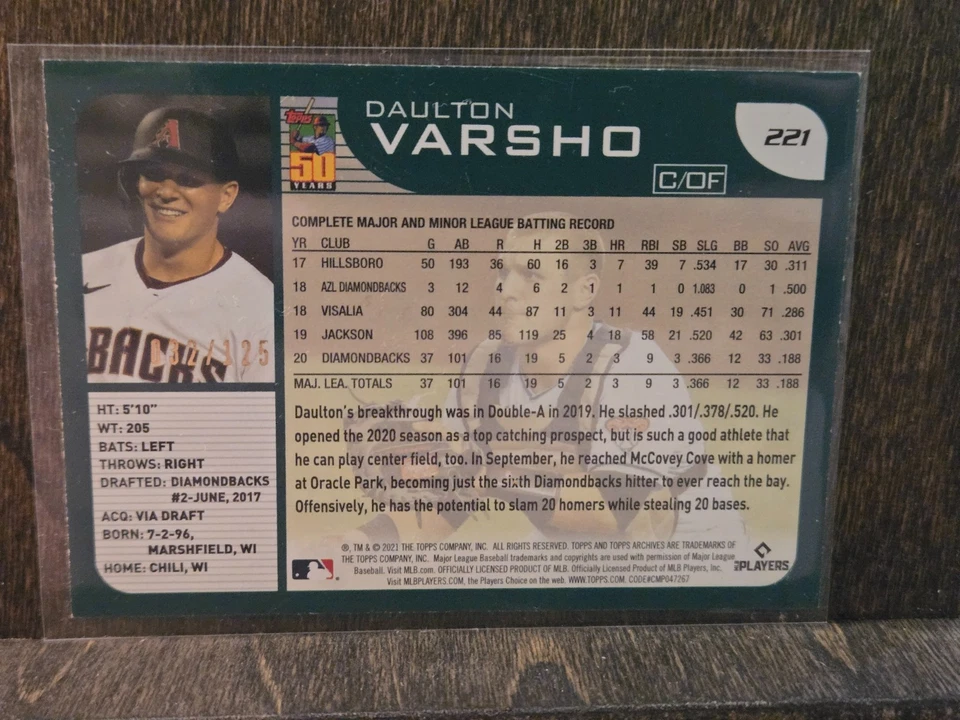 DAULTON
VARSHO
221
C/OF
Topps
50
YEARS
A
BACKS
032/125
HT: 5'10"
WT: 205
BATS: LEFT
THROWS: RIGHT
DRAFTED: DIAMONDBACKS
#2-JUNE, 2017
ACQ: VIA DRAFT
BORN: 7-2-96,
MARSHFIELD, WI
HOME: CHILI, WI
COMPLETE MAJOR AND MINOR LEAGUE BATTING RECORD
YR CLUB G AB R H 2B 3B HR RBI SB SLG BB SO AVG
17 HILLSBORO 50 193 36 60 16 3 7 39 7 .534 17 30 .311
18 AZL DIAMONDBACKS 3 12 4 6 2 1 1 1 0 1.083 0 1 .500
18 VISALIA 80 304 44 87 11 3 11 44 19 .451 30 71 .286
19 JACKSON 108 396 85 119 25 4 18 58 21 .520 42 63 .301
20 DIAMONDBACKS 37 101 16 19 5 2 3 9 3 .366 12 33 .188
MAJ. LEA. TOTALS 37 101 16 19 5 2 3 9 3 .366 12 33 .188
Daulton's breakthrough was in Double-A in 2019. He slashed .301/.378/.520. He
opened the 2020 season as a top catching prospect, but is such a good athlete that
he can play center field, too. In September, he reached McCovey Cove with a homer
at Oracle Park, becoming just the sixth Diamondbacks hitter to ever reach the bay.
Offensively, he has the potential to slam 20 homers while stealing 20 bases.
®, TM & © 2021 THE TOPPS COMPANY, INC. ALL RIGHTS RESERVED. TOPPS AND TOPPS ARCHIVES ARE TRADEMARKS OF
THE TOPPS COMPANY, INC. Major League Baseball trademarks and copyrights are used with permission of Major League
Baseball. Visit MLB.com. OFFICIALLY LICENSED PRODUCT OF MLB Players, Inc.
Visit MLBPLAYERS.COM, the Players Choice on the web. WWW.TOPPS.COM. CODE#CMP047267
MLB PLAYERS